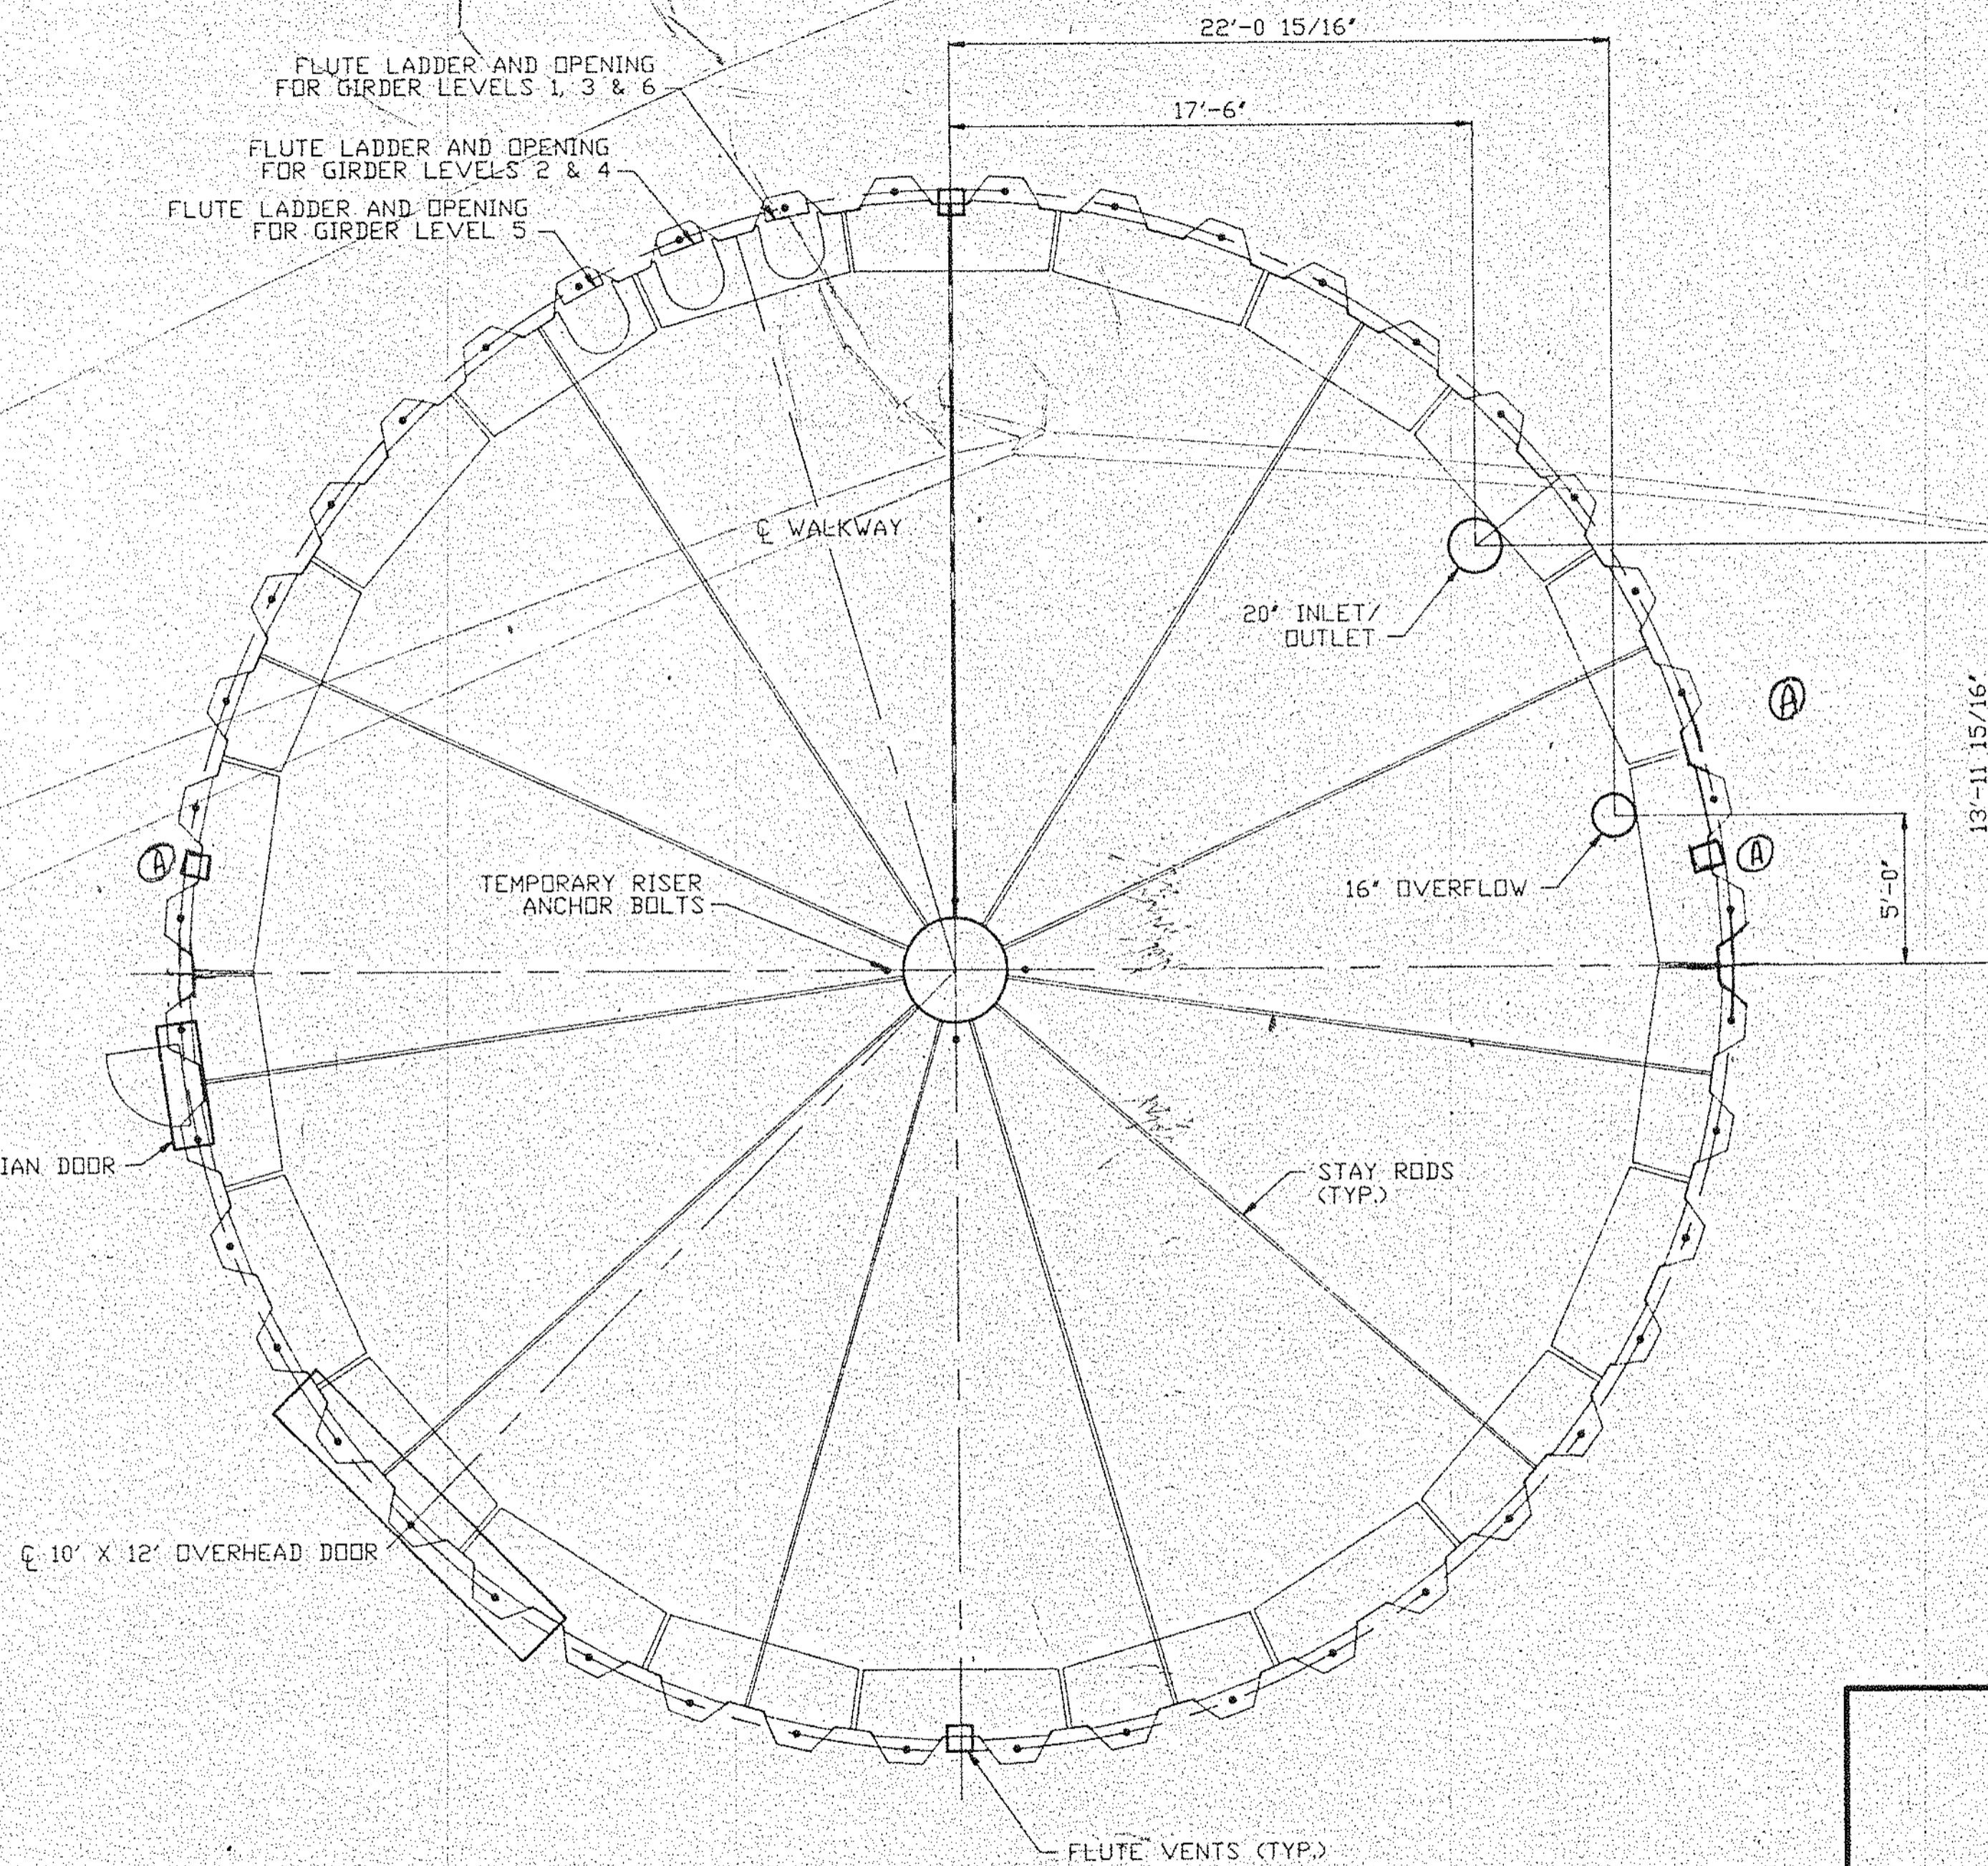 22'-0 15/16"
FLUTE LADDER AND OPENING
FOR GIRDER LEVELS 1, 3 & 6
17'-6"
FLUTE LADDER AND OPENING
FOR GIRDER LEVELS 2 & 4
FLUTE LADDER AND OPENING
FOR GIRDER LEVEL 5
℄ WALKWAY
20" INLET/
OUTLET
A
13'-11 15/16"
A
A
TEMPORARY RISER
ANCHOR BOLTS
16" OVERFLOW
5'-0"
IAN DOOR
STAY RODS
(TYP.)
℄ 10' X 12' OVERHEAD DOOR
FLUTE VENTS (TYP.)